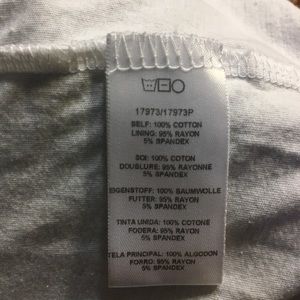 17973/17973P
SELF: 100% COTTON
LINING: 95% RAYON
5% SPANDEX
SOI: 100% COTON
DOUBLURE: 95% RAYONNE
5% SPANDEX
EIGENSTOFF: 100% BAUMWOLLE
FUTTER: 95% RAYON
5% SPANDEX
TINTA UNIDA: 100% COTONE
FODERA: 95% RAYON
5% SPANDEX
TELA PRINCIPAL: 100% ALGODON
FORRO: 95% RAYON
5% SPANDEX